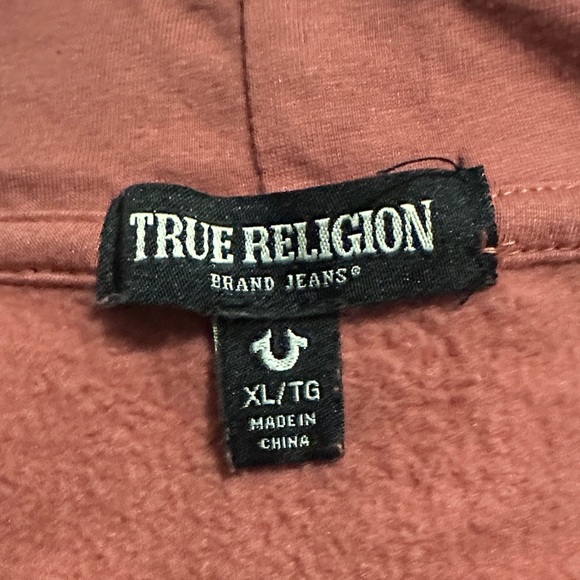 TRUE RELIGION
BRAND JEANS®
XL/TG
MADE IN
CHINA